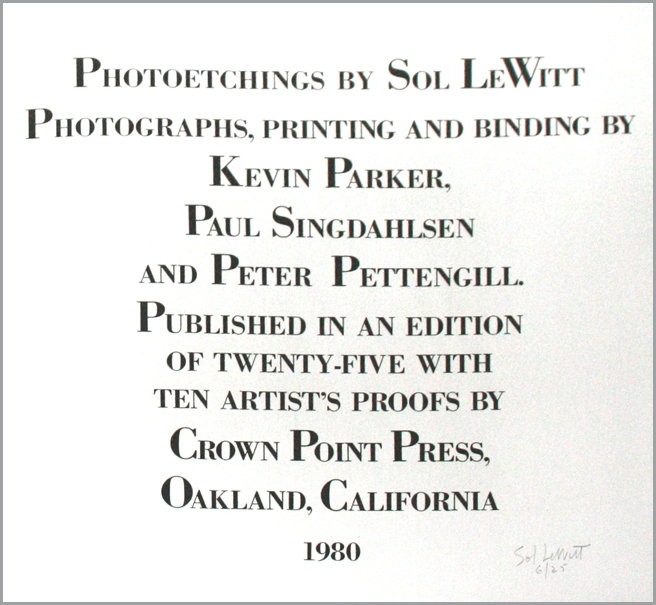 Photoetchings by Sol LeWitt
Photographs, printing and binding by
Kevin Parker,
Paul Singdahlsen
and Peter Pettengill.
Published in an edition
of twenty-five with
ten artist's proofs by
Crown Point Press,
Oakland, California
1980
Sol LeWitt
6/25